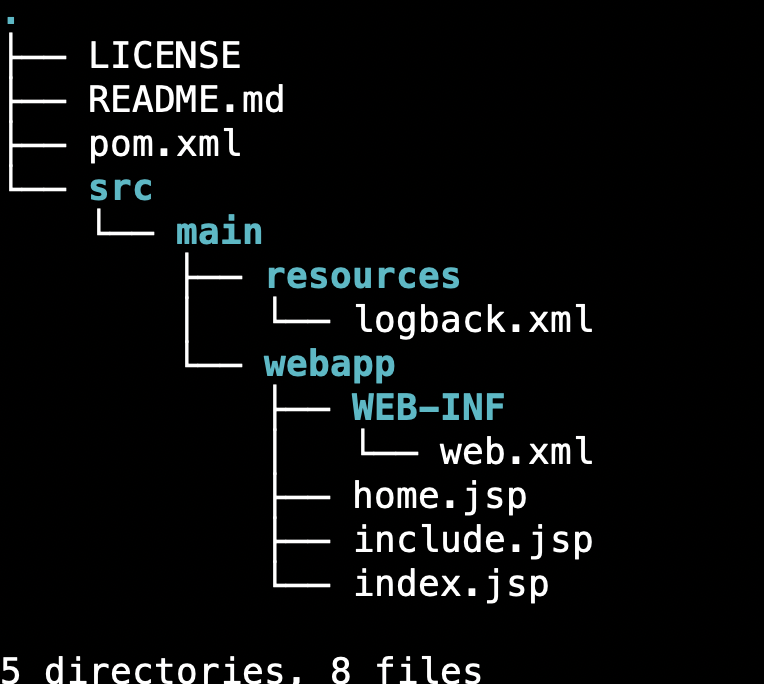 .
├── LICENSE
├── README.md
├── pom.xml
└── src
    └── main
        ├── resources
        │   └── logback.xml
        └── webapp
            ├── WEB-INF
            │   └── web.xml
            ├── home.jsp
            ├── include.jsp
            └── index.jsp
5 directories, 8 files